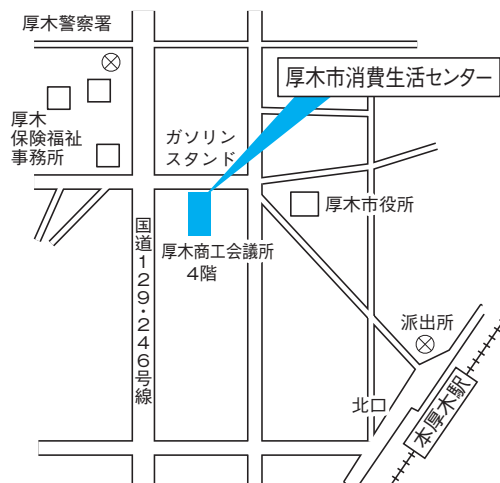 厚木警察署
厚木市消費生活センター
厚木
保険福祉
事務所
ガソリン
スタンド
厚木市役所
厚木商工会議所
4階
国道129・246号線
派出所
北口
本厚木駅